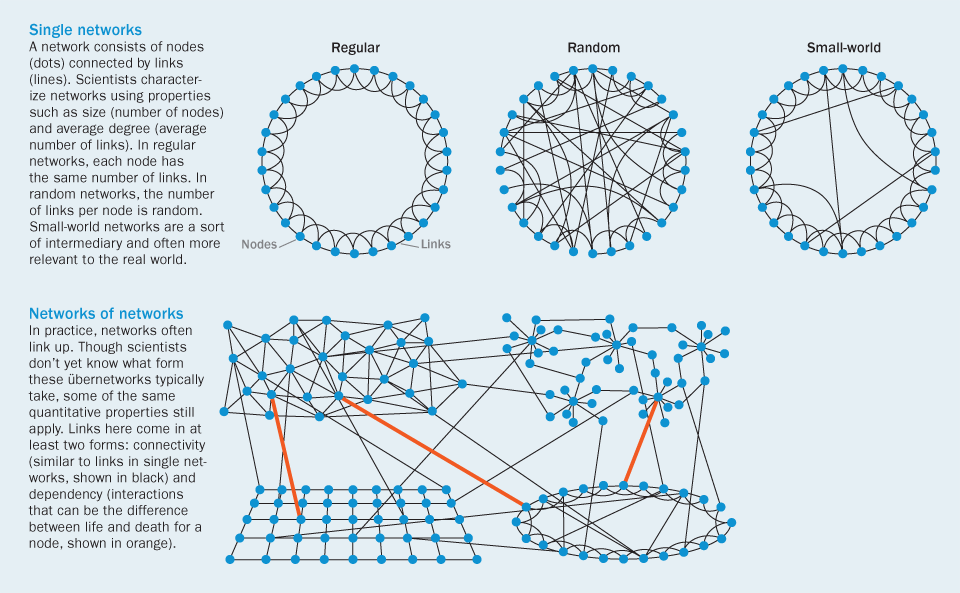 Single networks
A network consists of nodes
(dots) connected by links
(lines). Scientists character-
ize networks using properties
such as size (number of nodes)
and average degree (average
number of links). In regular
networks, each node has
the same number of links. In
random networks, the number
of links per node is random.
Small-world networks are a sort
of intermediary and often more
relevant to the real world.
Regular
Random
Small-world
Nodes
Links
Networks of networks
In practice, networks often
link up. Though scientists
don’t yet know what form
these übernetworks typically
take, some of the same
quantitative properties still
apply. Links here come in at
least two forms: connectivity
(similar to links in single net-
works, shown in black) and
dependency (interactions
that can be the difference
between life and death for a
node, shown in orange).